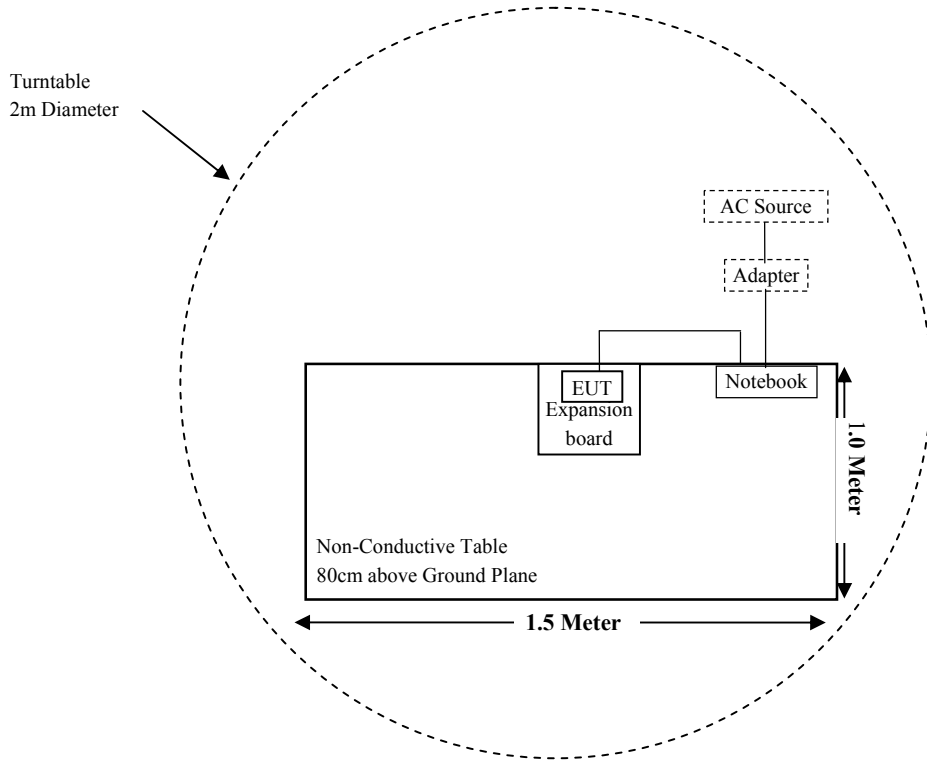 Turntable
2m Diameter
AC Source
Adapter
Notebook
EUT
Expansion
board
1.0 Meter
Non-Conductive Table
80cm above Ground Plane
1.5 Meter